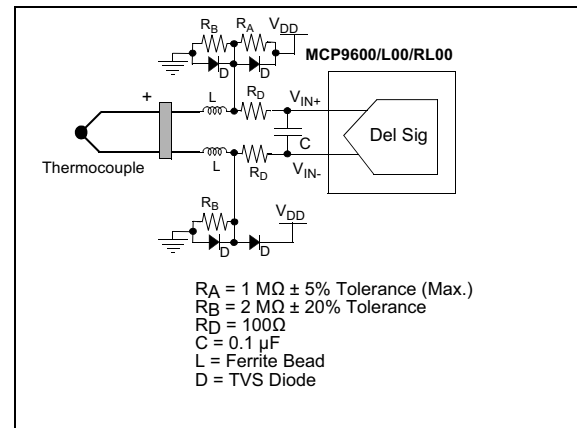 R_B R_A V_DD
MCP9600/L00/RL00
D D
+ L R_D V_IN+
C Del Sig
Thermocouple L R_D V_IN-
R_B V_DD
D D
R_A = 1 MΩ ± 5% Tolerance (Max.)
R_B = 2 MΩ ± 20% Tolerance
R_D = 100Ω
C = 0.1 µF
L = Ferrite Bead
D = TVS Diode